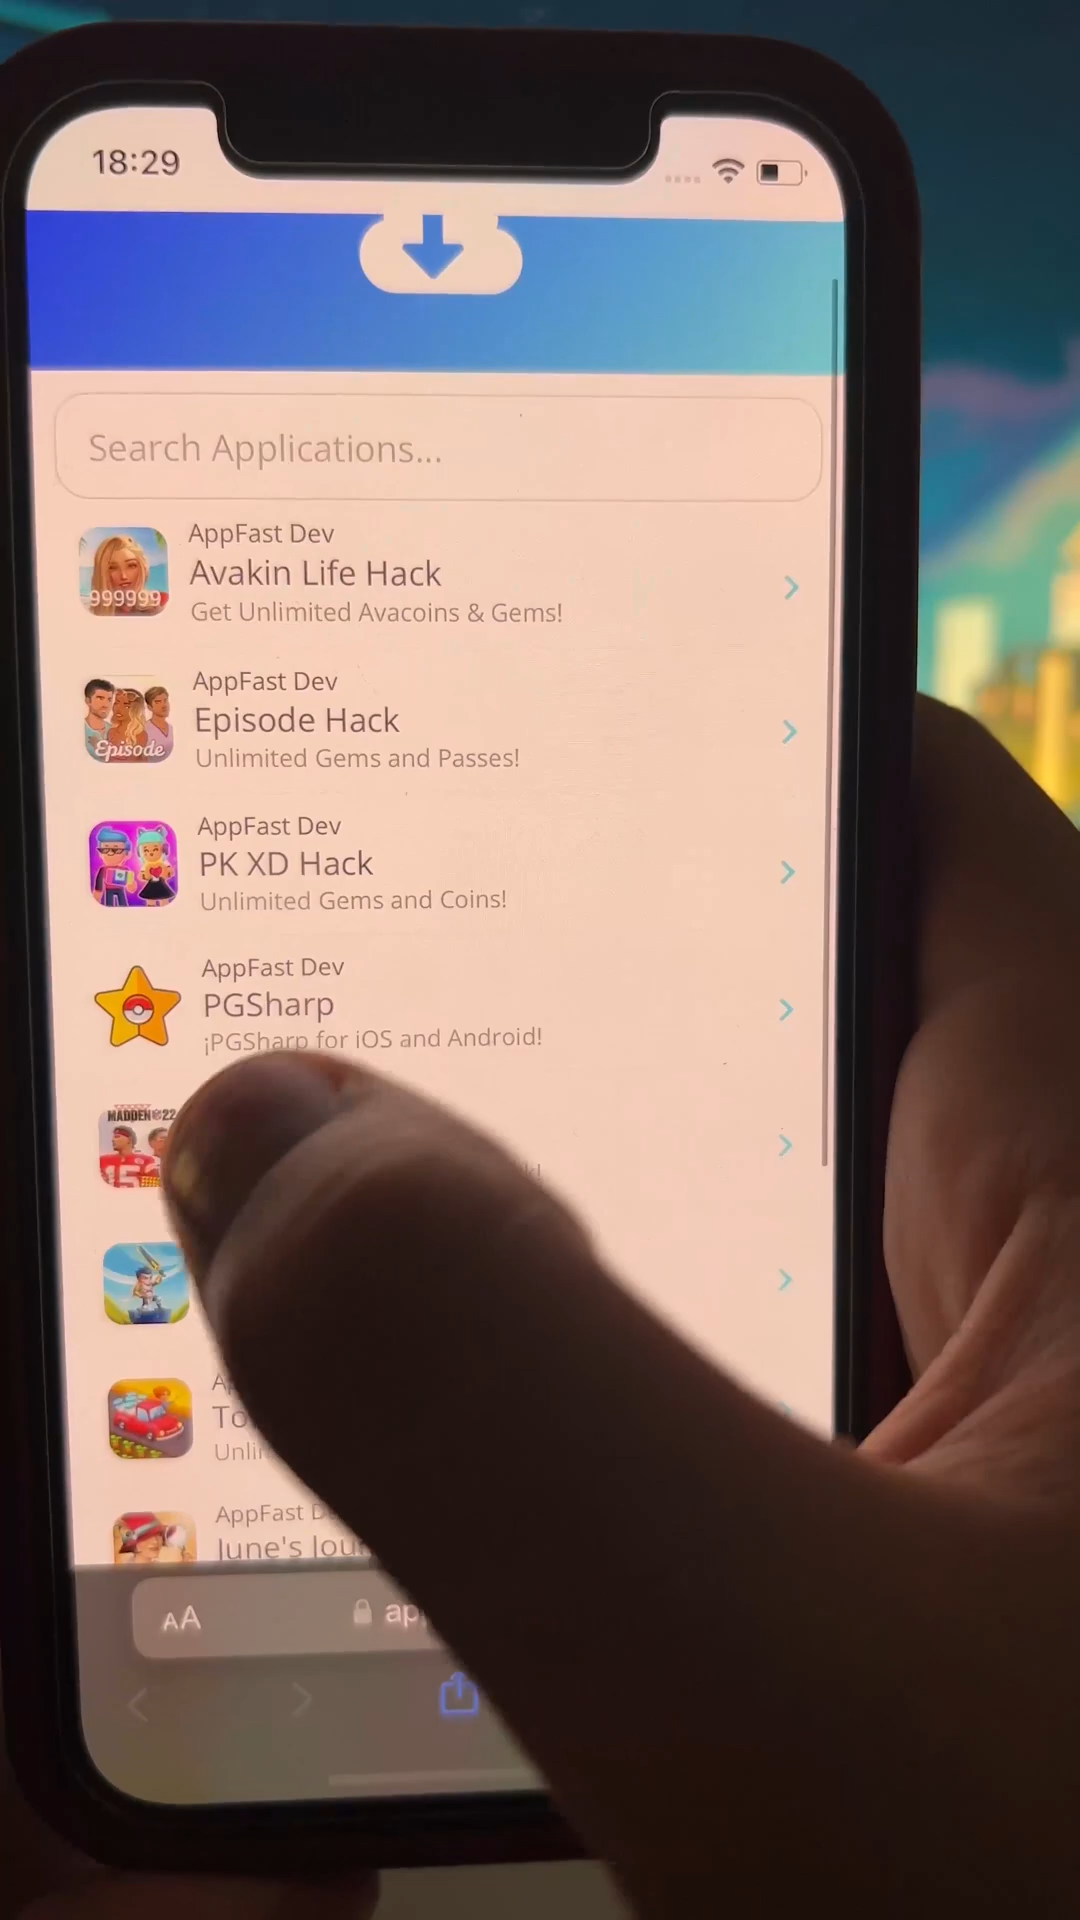 18:29
Search Applications...
999999
AppFast Dev
Avakin Life Hack
Get Unlimited Avacoins & Gems!
Episode
AppFast Dev
Episode Hack
Unlimited Gems and Passes!
AppFast Dev
PK XD Hack
Unlimited Gems and Coins!
AppFast Dev
PGSharp
¡PGSharp for iOS and Android!
MADDEN 22
15
AppFast
June's
AA